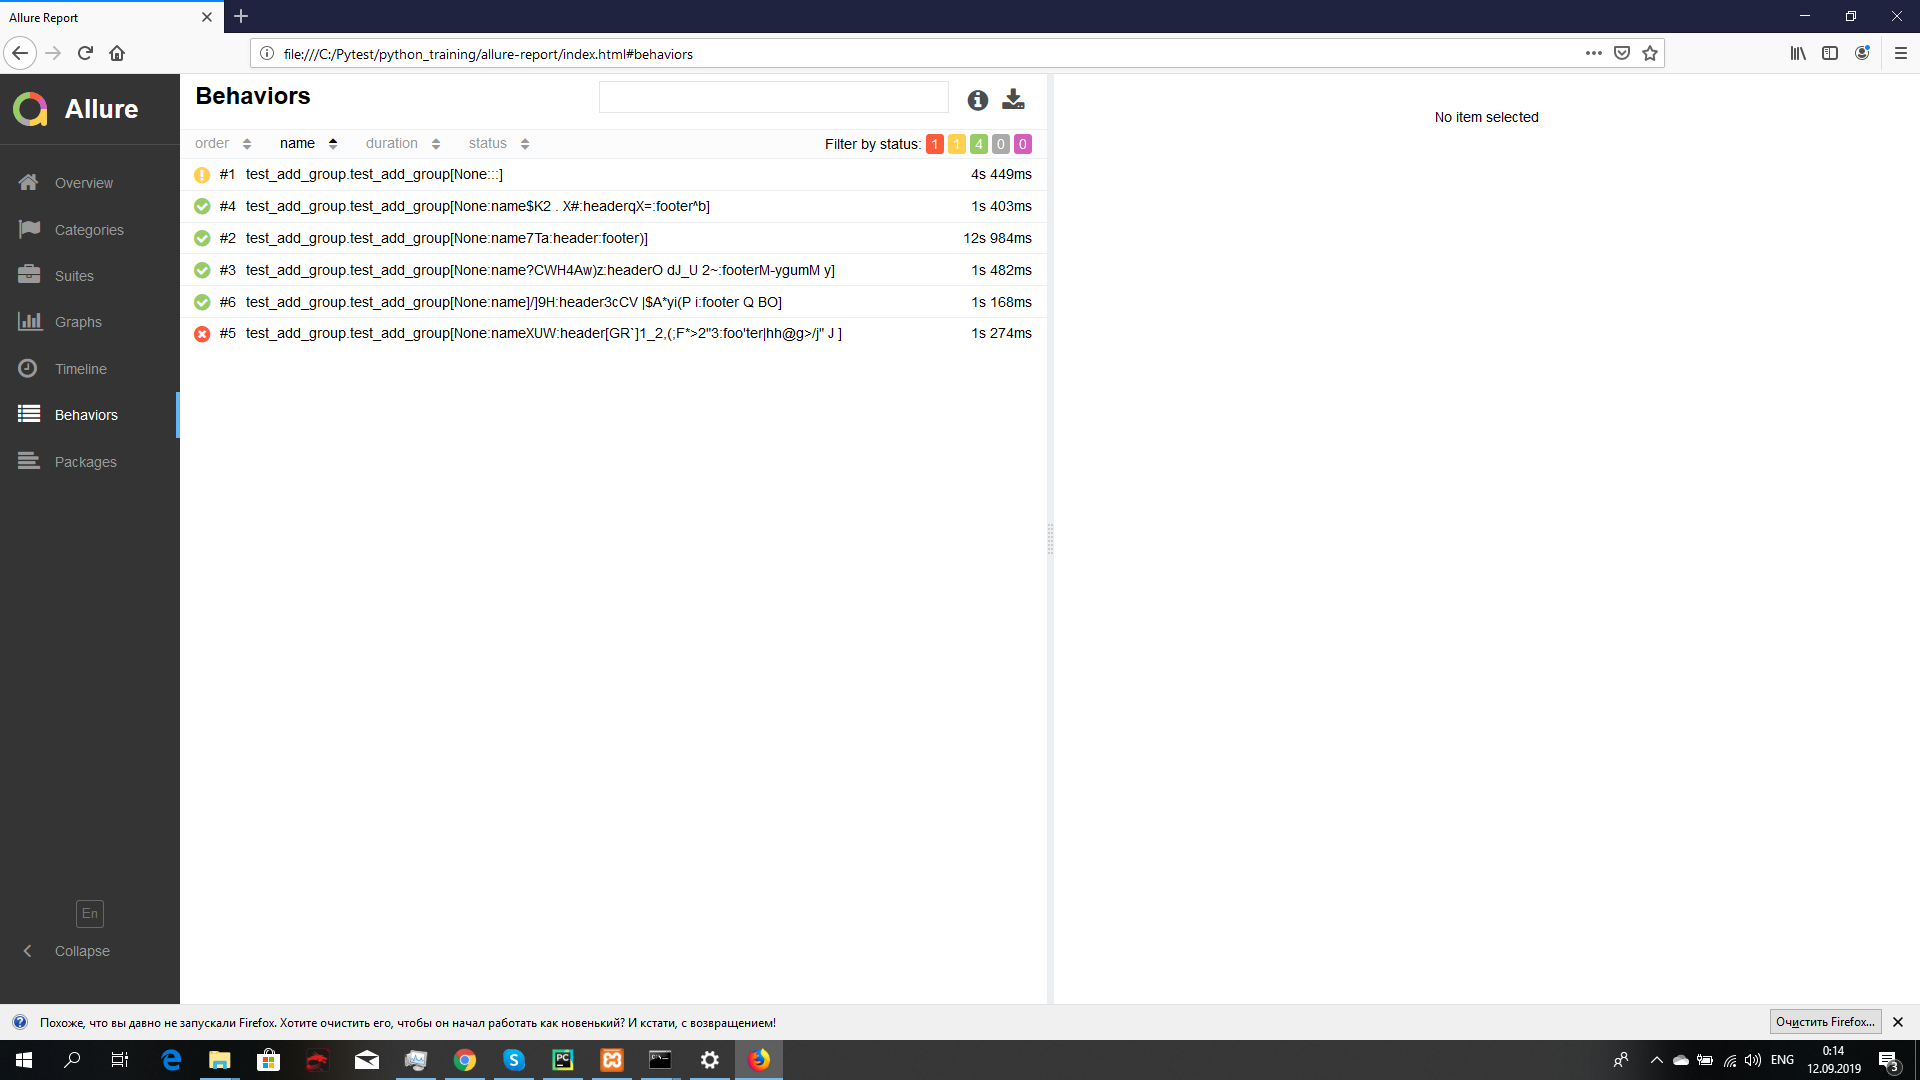 Allure Report
file:///C:/Pytest/python_training/allure-report/index.html#behaviors
Allure
Overview
Categories
Suites
Graphs
Timeline
Behaviors
Packages
En
Collapse
Behaviors
order name duration status Filter by status: 1 1 4 0 0
#1 test_add_group.test_add_group[None:::] 4s 449ms
#4 test_add_group.test_add_group[None:name$K2 . X#:headerqX=:footer^b] 1s 403ms
#2 test_add_group.test_add_group[None:name7Ta:header:footer)] 12s 984ms
#3 test_add_group.test_add_group[None:name?CWH4Aw)z:headerO dJ_U 2~:footerM-ygumM y] 1s 482ms
#6 test_add_group.test_add_group[None:name]/]9H:header3cCV |$A*yi(P i:footer Q BO] 1s 168ms
#5 test_add_group.test_add_group[None:nameXUW:header[GR`]1_2,(;F*>2"3:foo'ter|hh@g>/j" J ] 1s 274ms
No item selected
Похоже, что вы давно не запускали Firefox. Хотите очистить его, чтобы он начал работать как новенький? И кстати, с возвращением!
Очистить Firefox...
PC
ENG
0:14
12.09.2019
3